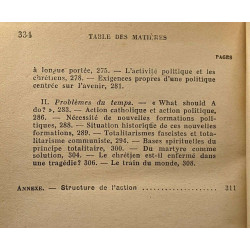 334 TABLE DES MATIÈRES
PAGES
à longue portée, 275. — L'activité politique et les
chrétiens, 278. — Exigences propres d'une politique
centrée sur l'avenir, 281.
II. Problèmes du temps. — « What should A
do? », 283. — Action catholique et action politique,
286. — Nécessité de nouvelles formations poli-
tiques, 288. — Situation historique de ces nouvelles
formations, 289. — Totalitarismes fascistes et tota-
litarisme communiste, 294. — Bases spirituelles du
principe totalitaire, 300. — Du martyre comme
solution, 304. — Le chrétien est-il enfermé dans
une tragédie? 306. — Le train du monde, 308.
ANNEXE. — Structure de l'action .................... 311